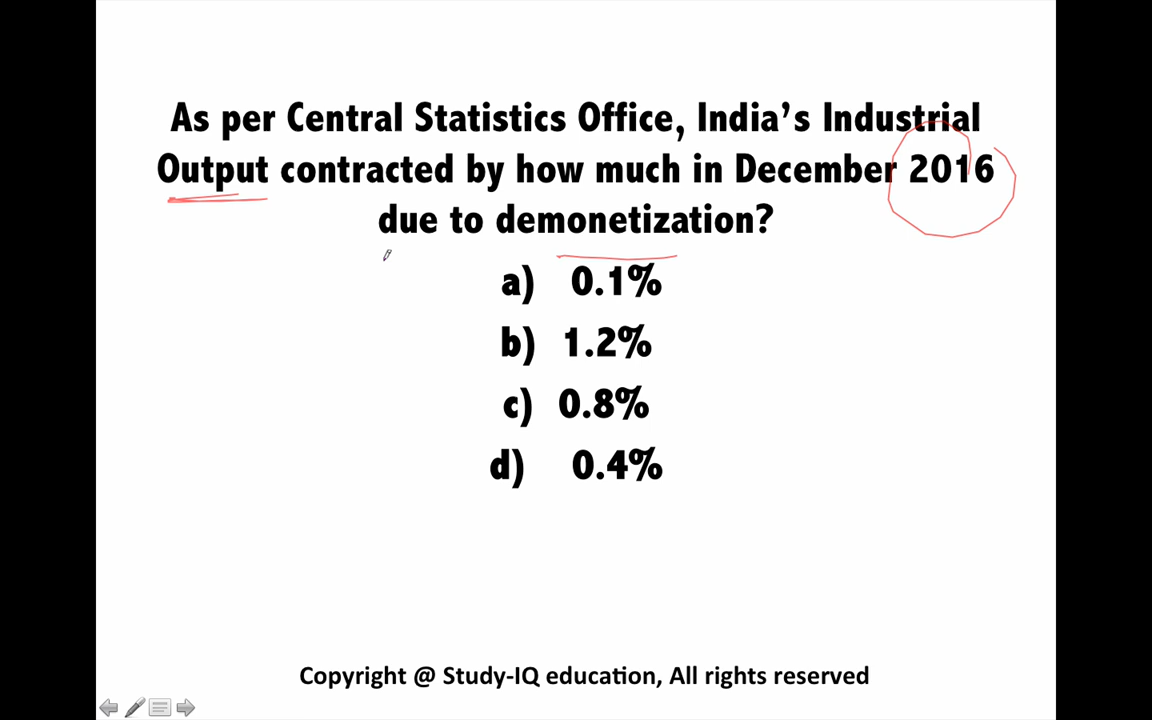 As per Central Statistics Office, India’s Industrial
Output contracted by how much in December 2016
due to demonetization?
a) 0.1%
b) 1.2%
c) 0.8%
d) 0.4%
Copyright @ Study-IQ education, All rights reserved